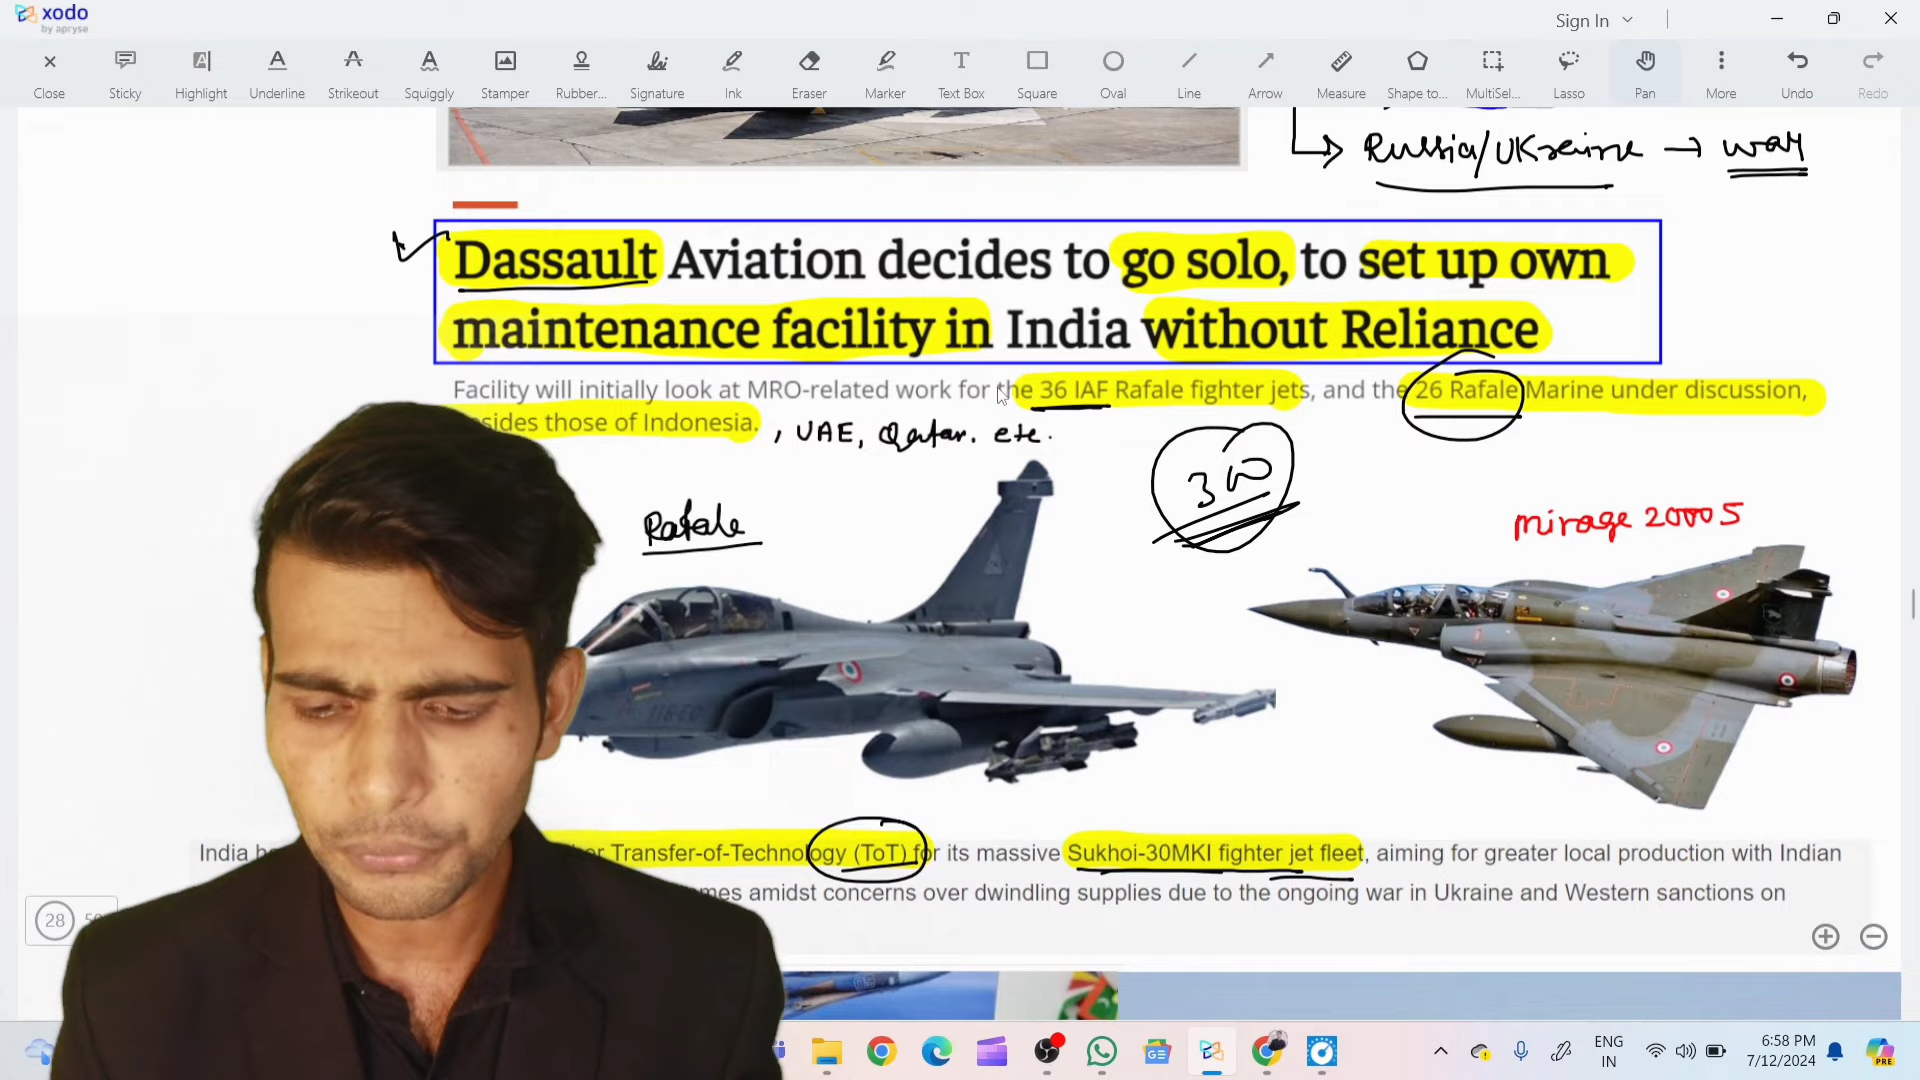 xodo
by apryse
Sign In
Close Sticky Highlight Underline Strikeout Squiggly Stamper Rubber... Signature Ink Eraser Marker Text Box Square Oval Line Arrow Measure Shape to... MultiSel... Lasso Pan More Undo Redo
Russia/Ukraine → war
Dassault Aviation decides to go solo, to set up own
maintenance facility in India without Reliance
Facility will initially look at MRO-related work for the 36 IAF Rafale fighter jets, and the 26 Rafale Marine under discussion,
sides those of Indonesia. , UAE, Qatar. etc.
Rafale
300
mirage 2000 5
India
Transfer-of-Technology (ToT) for its massive Sukhoi-30MKI fighter jet fleet, aiming for greater local production with Indian
mes amidst concerns over dwindling supplies due to the ongoing war in Ukraine and Western sanctions on
28
ENG
IN
6:58 PM
7/12/2024
PRE